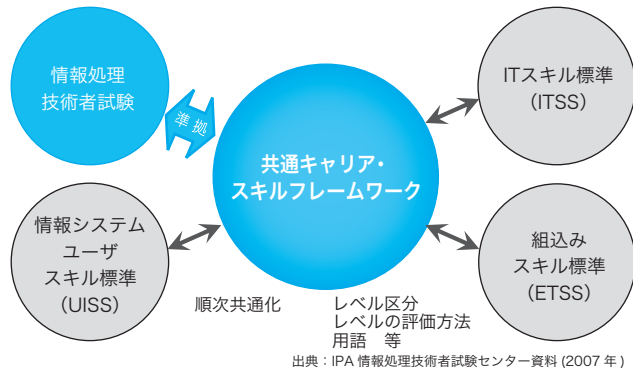 情報処理
技術者試験
準 拠
共通キャリア・
スキルフレームワーク
ITスキル標準
（ITSS）
情報システム
ユーザ
スキル標準
（UISS）
組込み
スキル標準
（ETSS）
順次共通化
レベル区分
レベルの評価方法
用語　等
出典：IPA 情報処理技術者試験センター資料 (2007 年 )